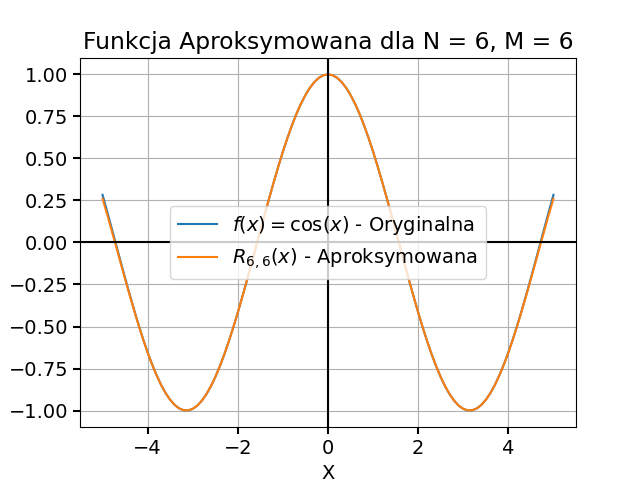 Funkcja Aproksymowana dla N = 6, M = 6
1.00
0.75
0.50
0.25
0.00
−0.25
−0.50
−0.75
−1.00
f(x) = cos(x) - Oryginalna
R6,6(x) - Aproksymowana
−4 −2 0 2 4
X